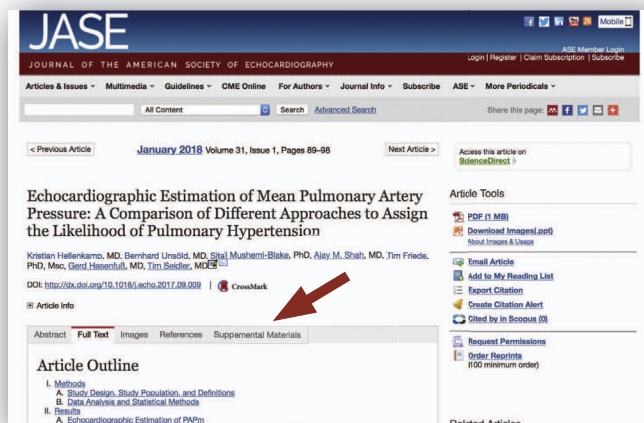 JASE
Mobile
JOURNAL OF THE AMERICAN SOCIETY OF ECHOCARDIOGRAPHY
ASE Member Login
Login | Register | Claim Subscription | Subscribe
Articles & Issues Multimedia Guidelines CME Online For Authors Journal Info Subscribe ASE More Periodicals
All Content Search Advanced Search Share this page:
< Previous Article January 2018 Volume 31, Issue 1, Pages 89–98 Next Article >
Access this article on
ScienceDirect
Echocardiographic Estimation of Mean Pulmonary Artery
Pressure: A Comparison of Different Approaches to Assign
the Likelihood of Pulmonary Hypertension
Kristian Hellenkamp, MD, Bernhard Unsöld, MD, Sitali Mushemi-Blake, PhD, Ajay M. Shah, MD, Tim Friede,
PhD, Msc, Gerd Hasenfuß, MD, Tim Seidler, MD
DOI: http://dx.doi.org/10.1016/j.echo.2017.09.009 | CrossMark
Article Info
Abstract Full Text Images References Suppemental Materials
Article Outline
I. Methods
A. Study Design, Study Population, and Definitions
B. Data Analysis and Statistical Methods
II. Results
A. Echocardiographic Estimation of PAPm
Article Tools
PDF (1 MB)
Download Images(.ppt)
About Images & Usage
Email Article
Add to My Reading List
Export Citation
Create Citation Alert
Cited by in Scopus (0)
Request Permissions
Order Reprints
(100 minimum order)
Related Articles